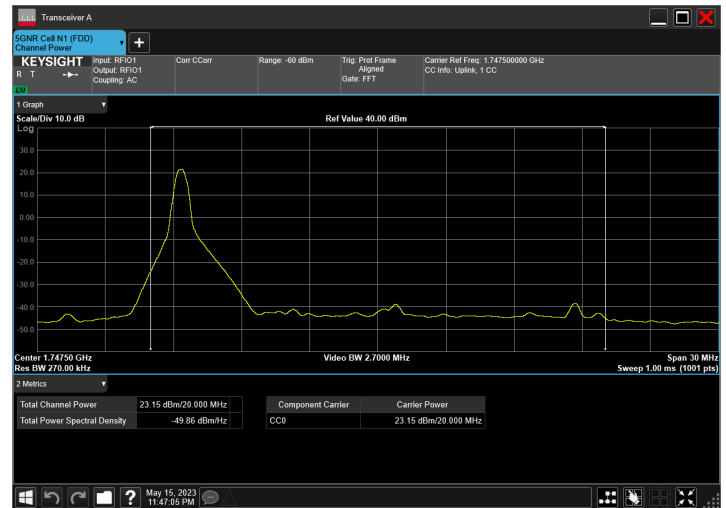 Transceiver A
5GNR Cell N1 (FDD)
Channel Power
KEYSIGHT
R T
LXI
Input: RFIO1
Output: RFIO1
Coupling: AC
Corr CCorr
Range: -60 dBm
Trig: Prot Frame
Aligned
Gate: FFT
Carrier Ref Freq: 1.747500000 GHz
CC Info: Uplink, 1 CC
1 Graph
Scale/Div 10.0 dB
Ref Value 40.00 dBm
Log
30.0
20.0
10.0
0.00
-10.0
-20.0
-30.0
-40.0
-50.0
Center 1.74750 GHz
Video BW 2.7000 MHz
Span 30 MHz
Res BW 270.00 kHz
Sweep 1.00 ms (1001 pts)
2 Metrics
Total Channel Power 23.15 dBm/20.000 MHz
Total Power Spectral Density -49.86 dBm/Hz
Component Carrier Carrier Power
CC0 23.15 dBm/20.000 MHz
May 15, 2023
11:47:05 PM